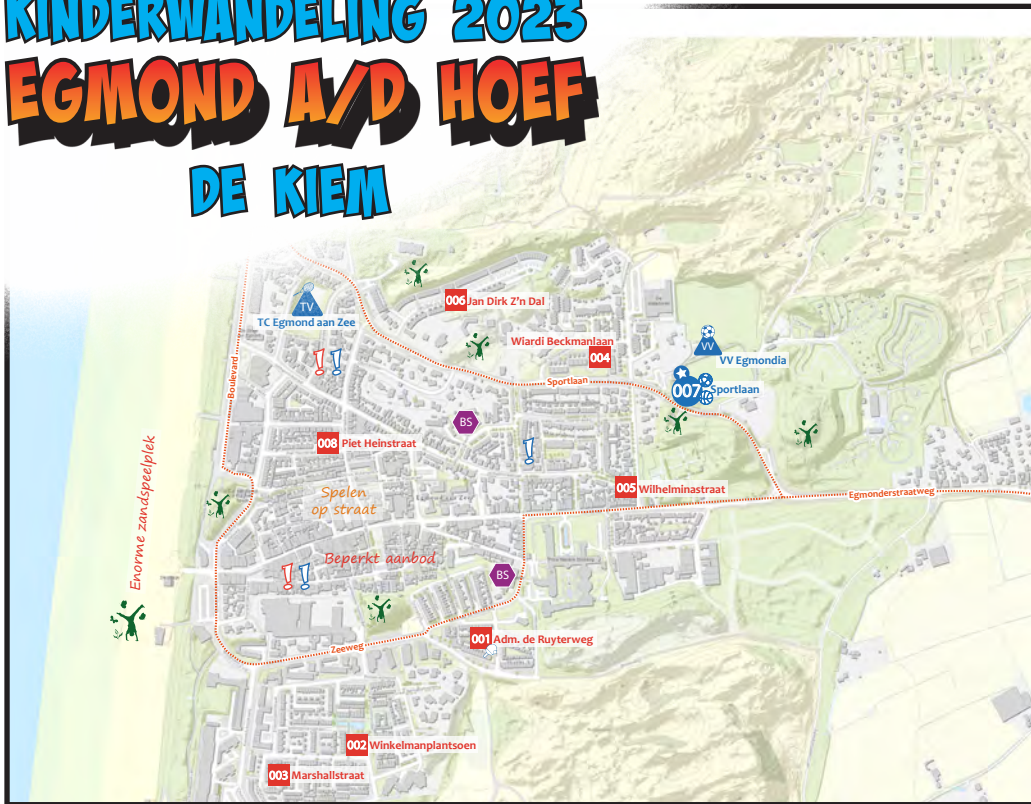 KINDERWANDELING 2023
EGMOND A/D HOEF
DE KIEM
TV
TC Egmond aan Zee
006 Jan Dirk Z'n Dal
Wiardi Beckmanlaan
004
VV
VV Egmondia
007 Sportlaan
Sportlaan
Boulevard
BS
008 Piet Heinstraat
Enorme zandspeelplek
Spelen
op straat
005 Wilhelminastraat
Egmonderstraatweg
Beperkt aanbod
BS
001 Adm. de Ruyterweg
Zeeweg
002 Winkelmanplantsoen
003 Marshallstraat